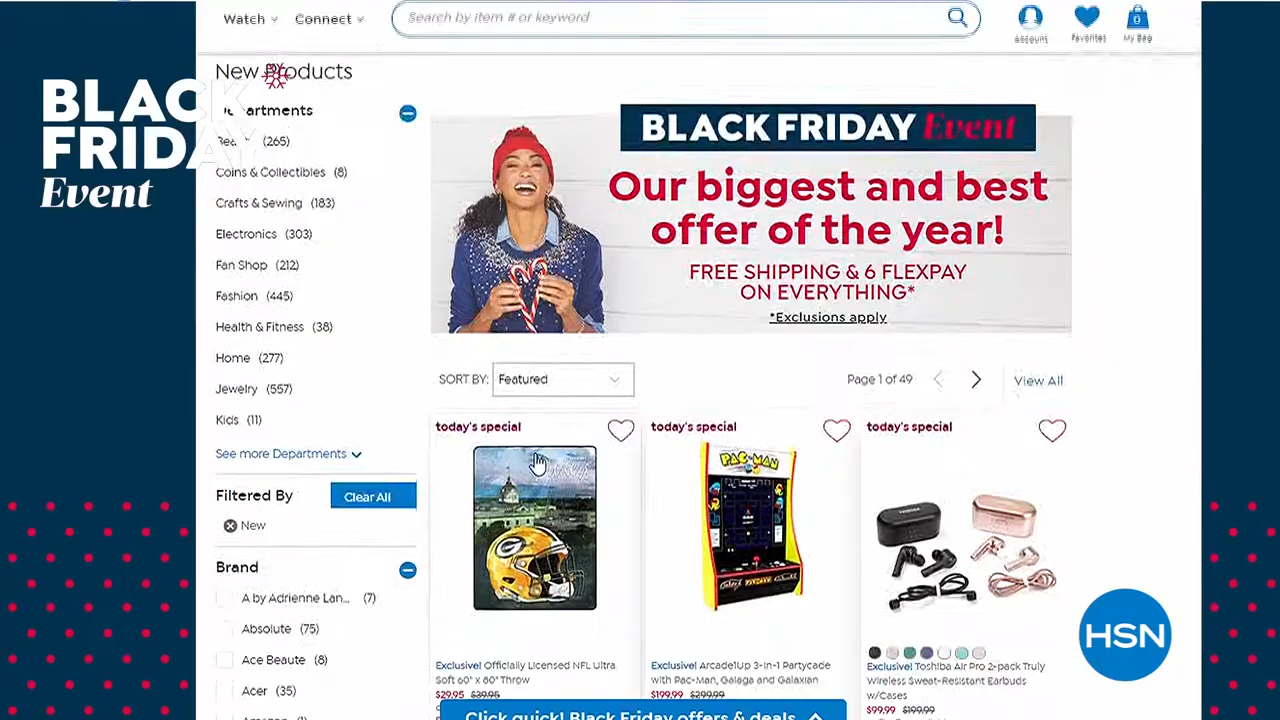 Watch
Connect
Search by item # or keyword
Account
Favorites
0
My Bag
BLACK
FRIDAY
Event
New Products
Departments
(265)
Coins & Collectibles (8)
Crafts & Sewing (183)
Electronics (303)
Fan Shop (212)
Fashion (445)
Health & Fitness (38)
Home (277)
Jewelry (557)
Kids (11)
See more Departments
Filtered By
Clear All
New
Brand
A by Adrienne Lan... (7)
Absolute (75)
Ace Beaute (8)
Acer (35)
BLACK FRIDAY Event
Our biggest and best
offer of the year!
FREE SHIPPING & 6 FLEXPAY
ON EVERYTHING*
*Exclusions apply
SORT BY: Featured
Page 1 of 49
View All
today's special
Exclusive! Officially Licensed NFL Ultra
Soft 60" x 80" Throw
$29.95 $39.95
today's special
PAC-MAN
Exclusive! Arcade1Up 3-in-1 Partycade
with Pac-Man, Galaga and Galaxian
$199.99 $299.99
today's special
Exclusive! Toshiba Air Pro 2-pack Truly
Wireless Sweat-Resistant Earbuds
w/Cases
$99.99 $199.99
Click quick! Black Friday offers & deals
HSN